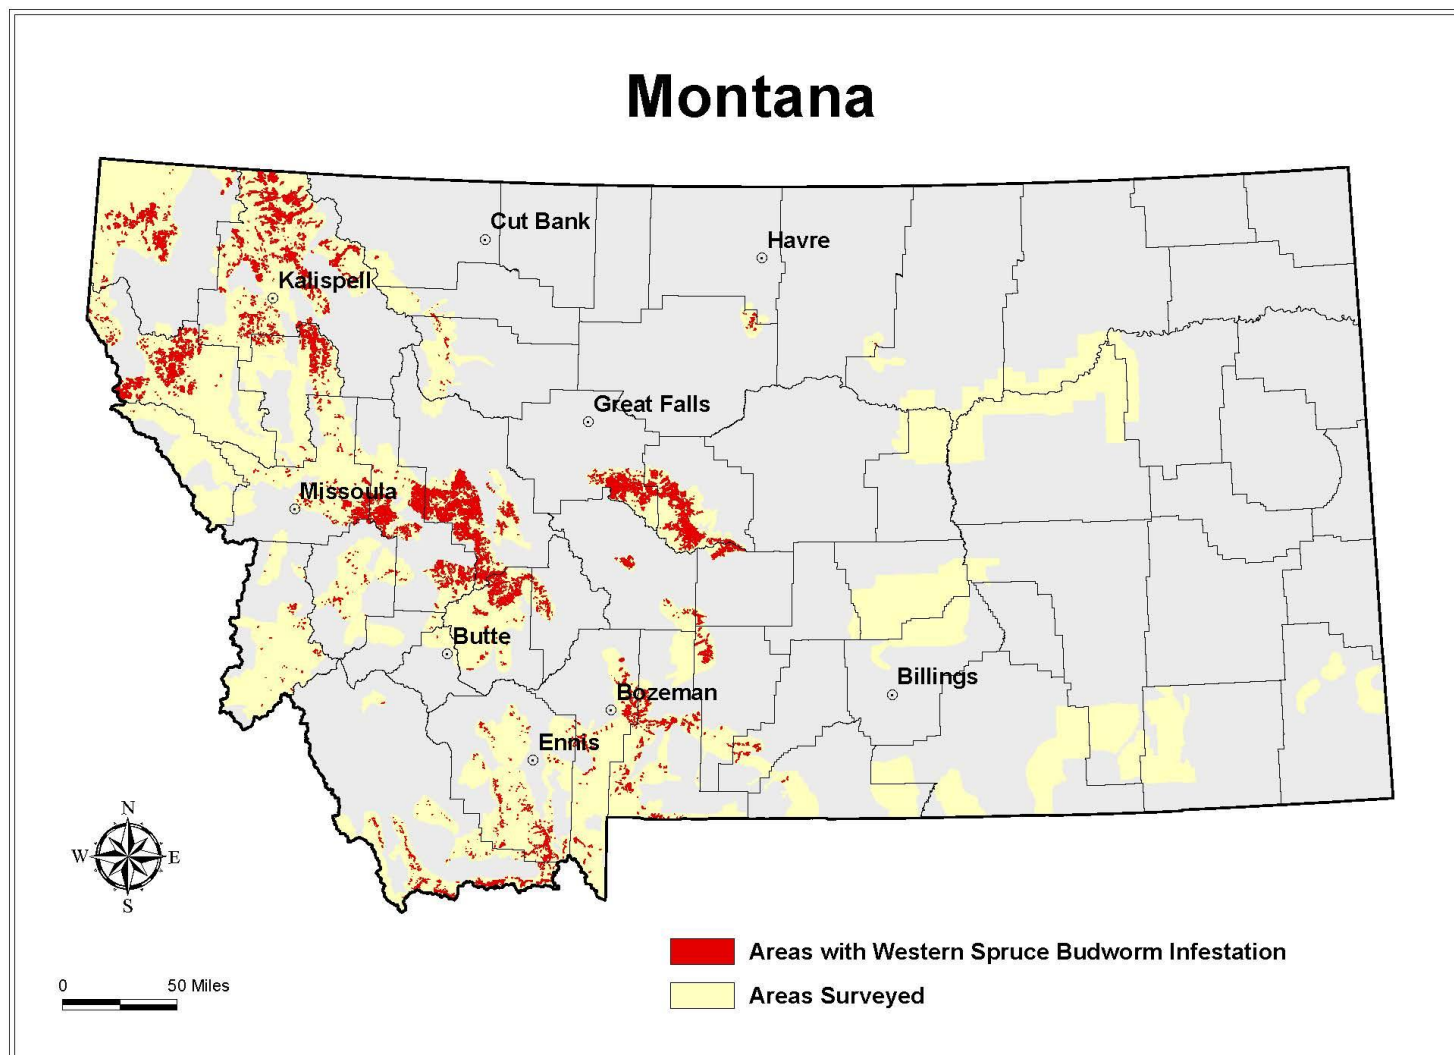 Montana
Cut Bank
Havre
Kalispell
Great Falls
Missoula
Butte
Billings
Bozeman
Ennis
N
W
E
S
Areas with Western Spruce Budworm Infestation
0
50 Miles
Areas Surveyed